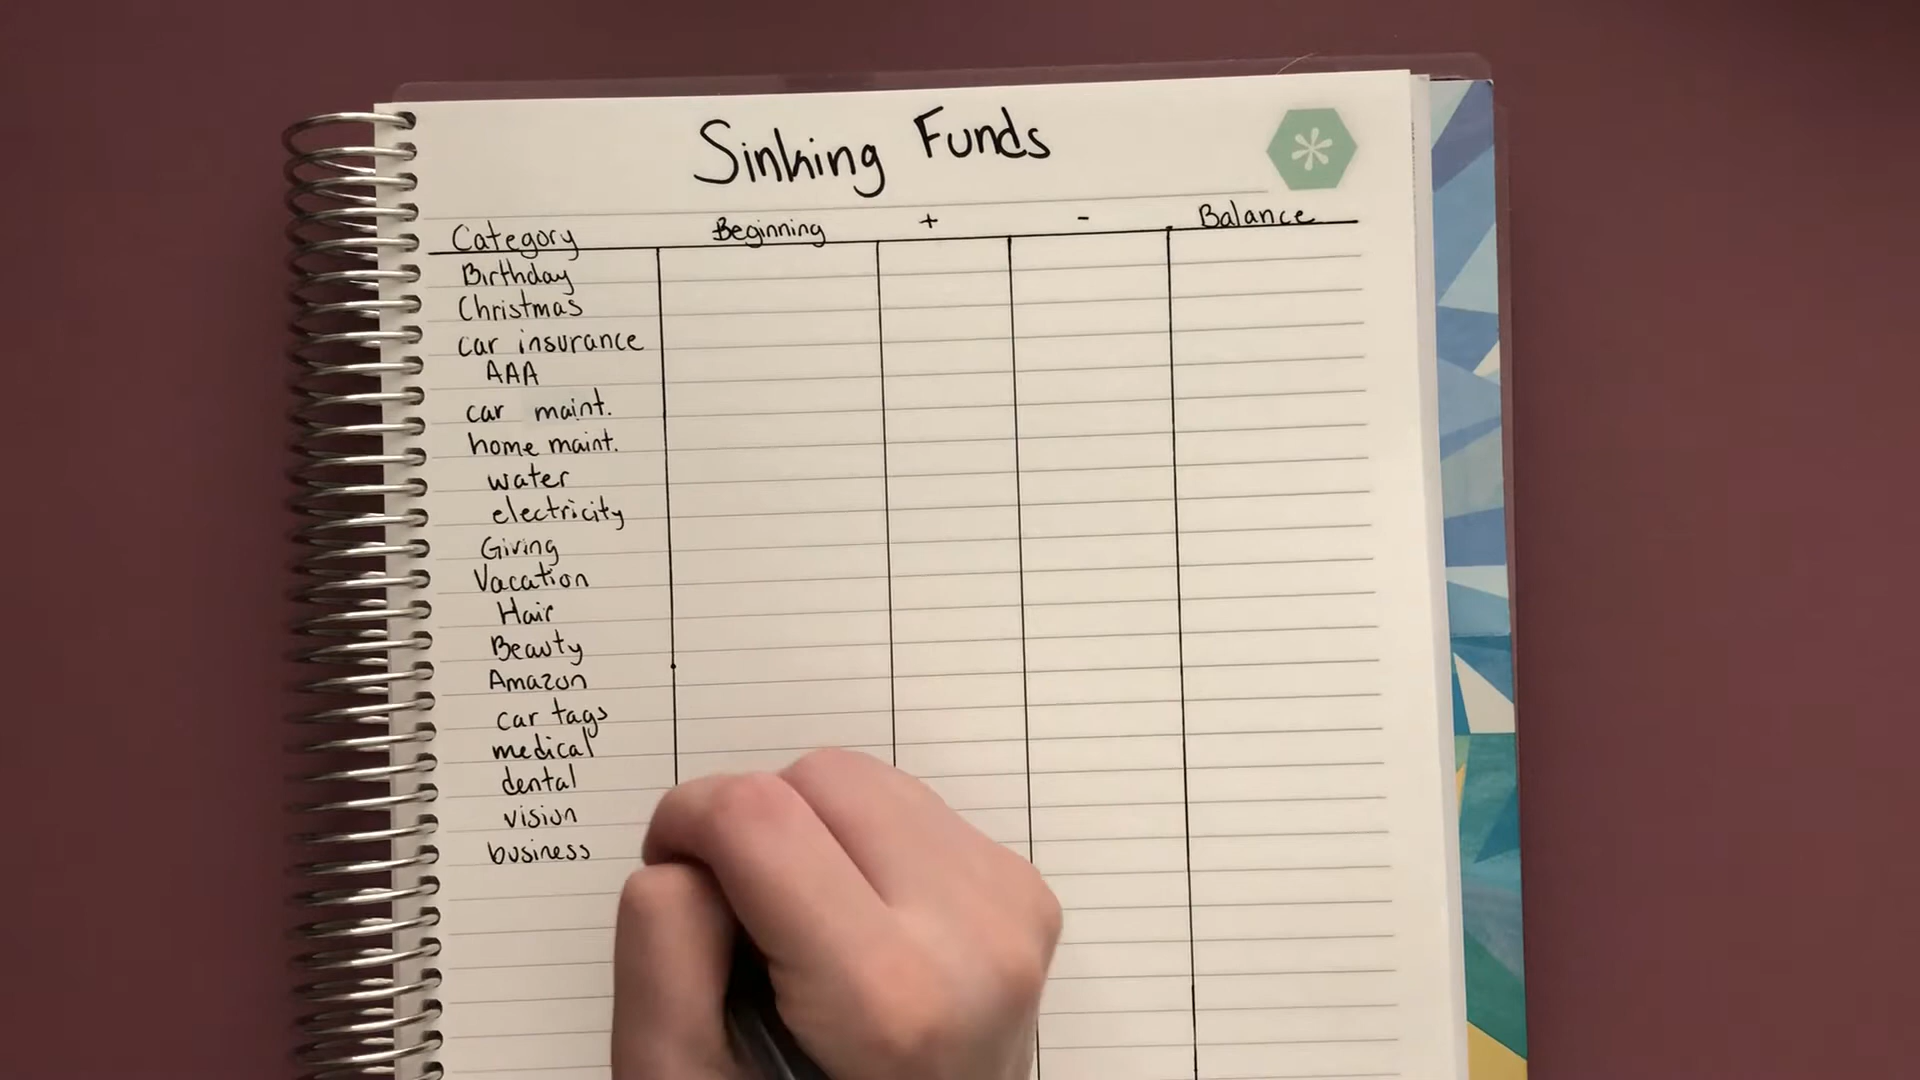 Sinking Funds
Category Beginning + - Balance
Birthday
Christmas
car insurance
AAA
car maint.
home maint.
water
electricity
Giving
Vacation
Hair
Beauty
Amazon
car tags
medical
dental
vision
business